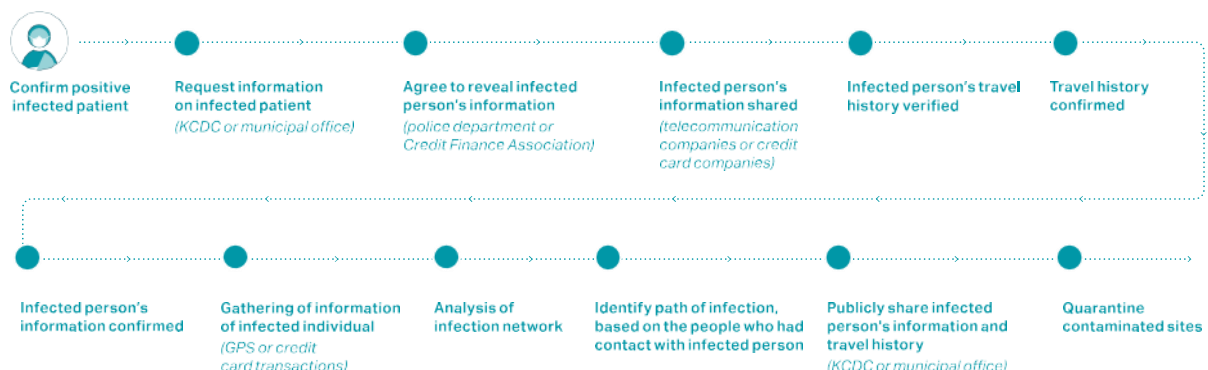 Confirm positive
infected patient
Request information
on infected patient
(KCDC or municipal office)
Agree to reveal infected
person's information
(police department or
Credit Finance Association)
Infected person's
information shared
(telecommunication
companies or credit
card companies)
Infected person's travel
history verified
Travel history
confirmed
Infected person's
information confirmed
Gathering of information
of infected individual
(GPS or credit
card transactions)
Analysis of
infection network
Identify path of infection,
based on the people who had
contact with infected person
Publicly share infected
person's information and
travel history
(KCDC or municipal office)
Quarantine
contaminated sites